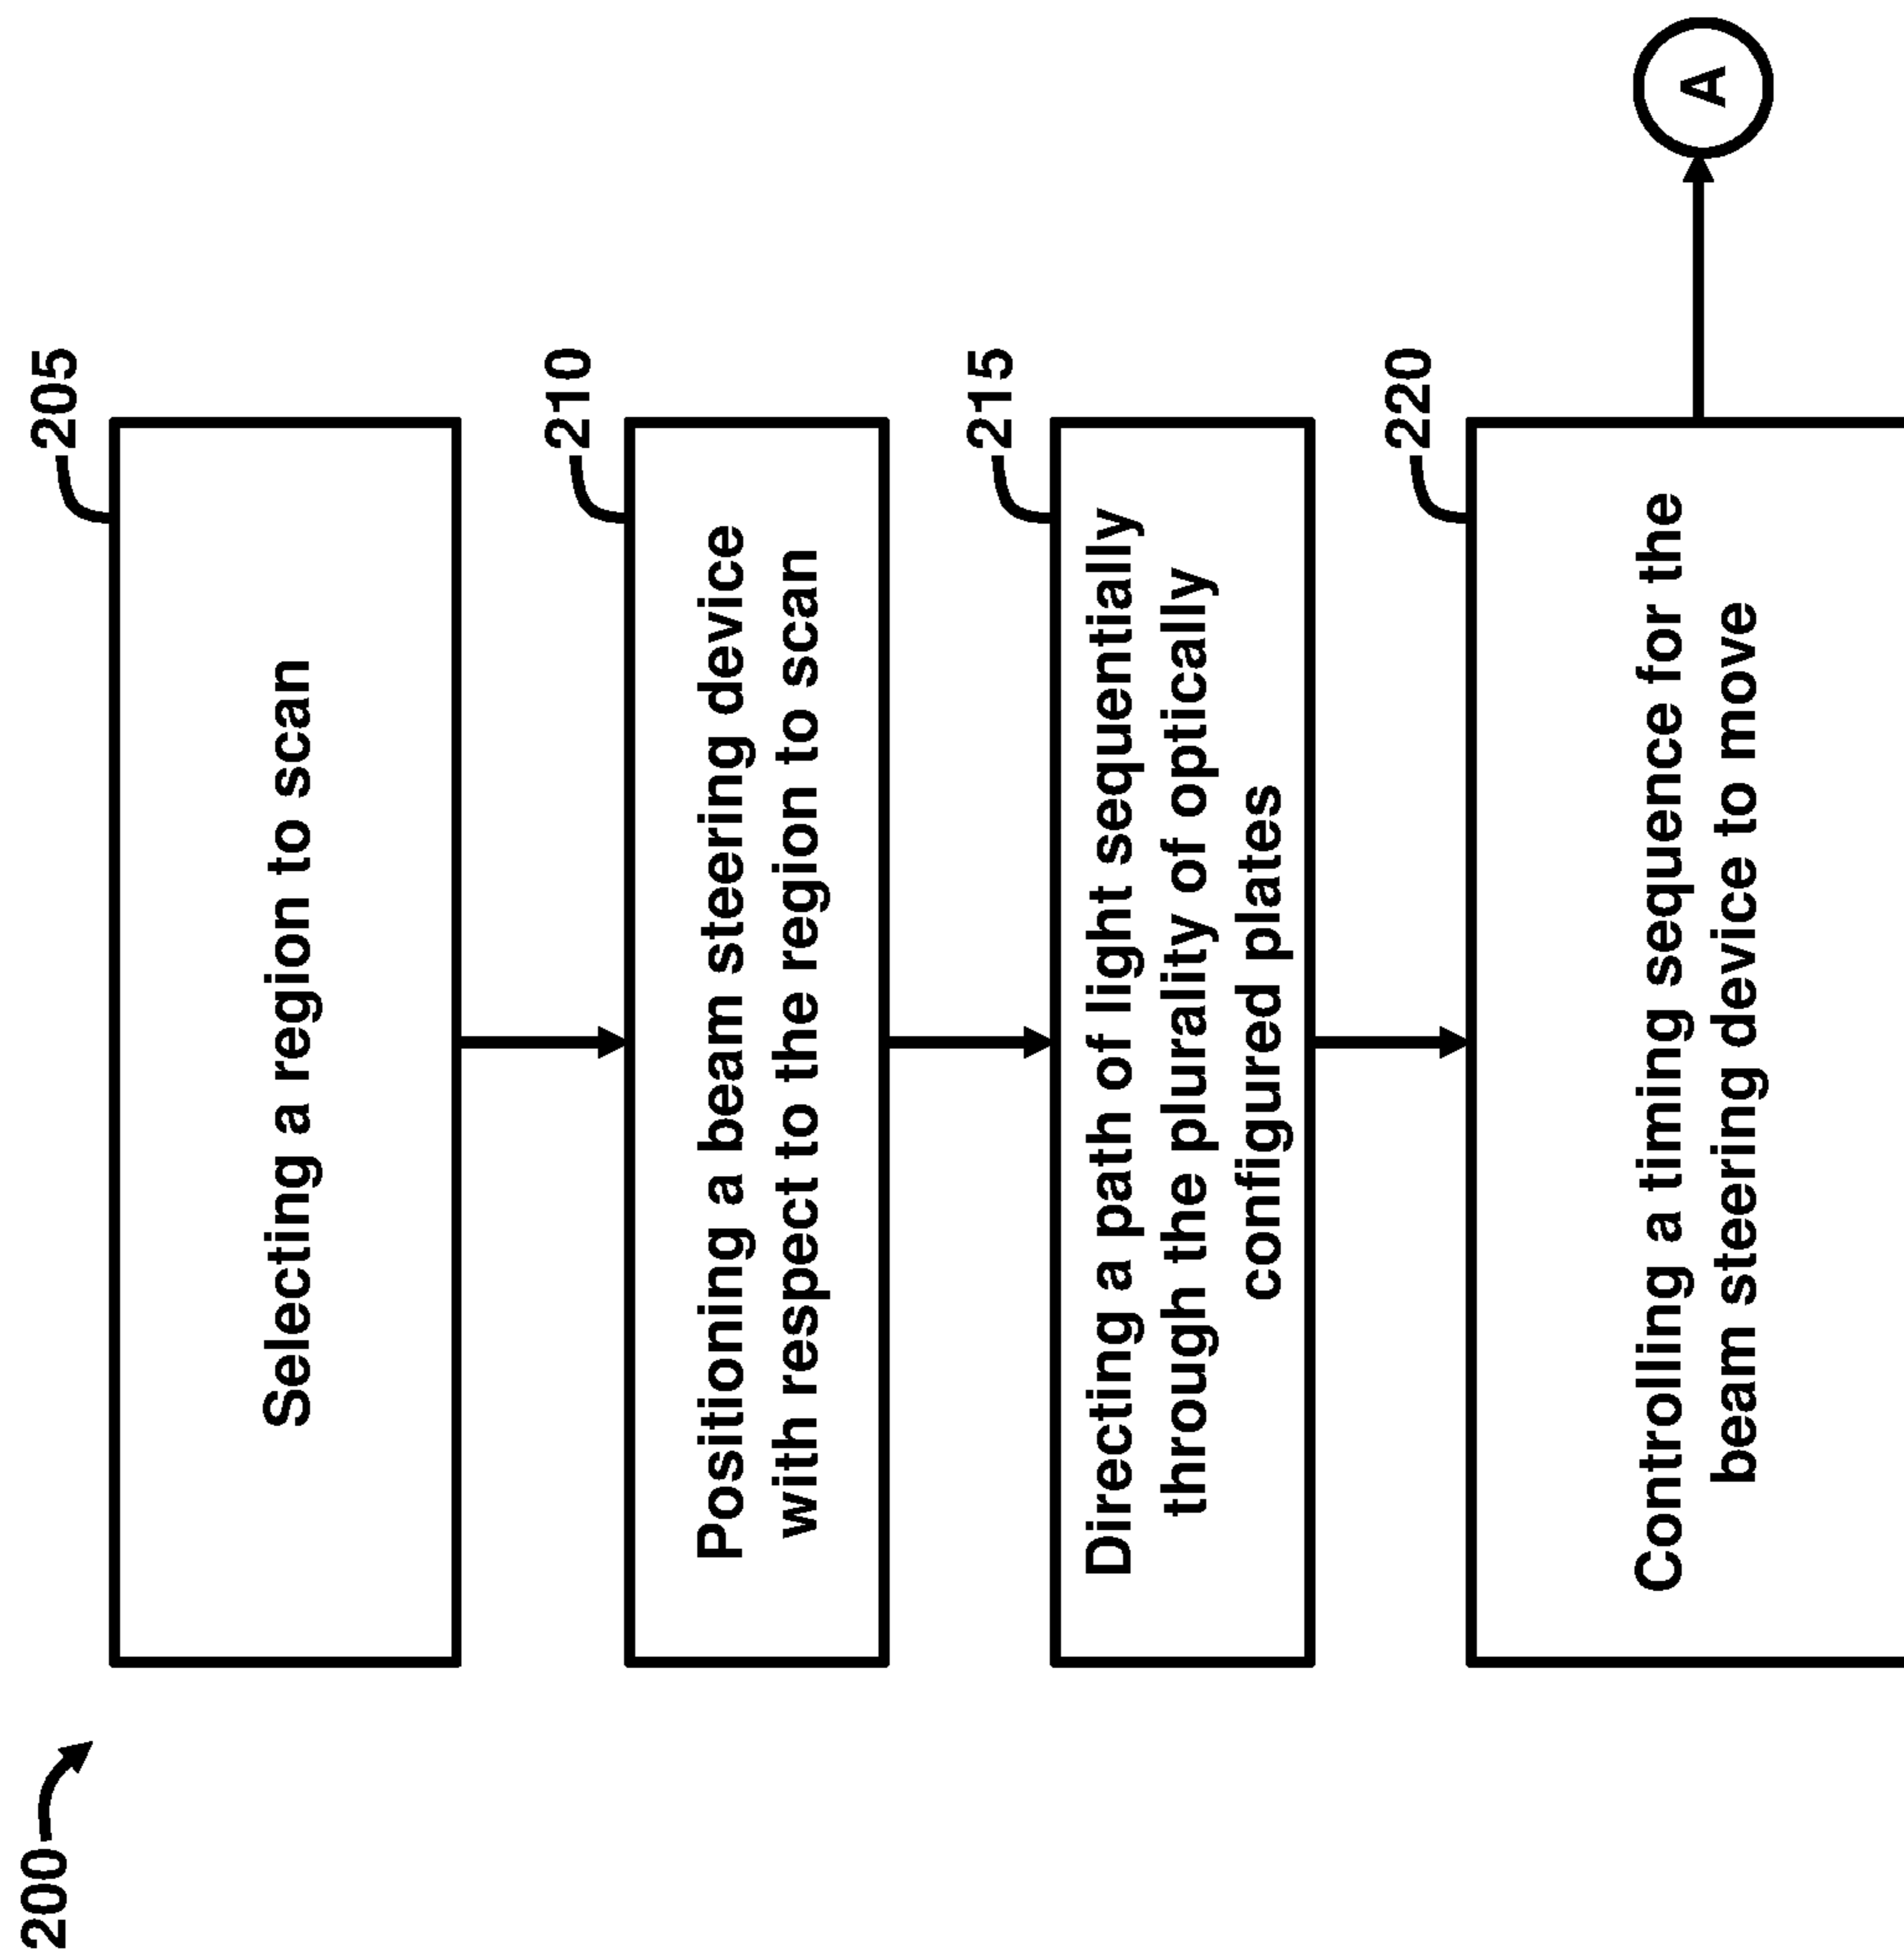 200
205
Selecting a region to scan
210
Positioning a beam steering device
with respect to the region to scan
215
Directing a path of light sequentially
through the plurality of optically
configured plates
220
Controlling a timing sequence for the
beam steering device to move
A